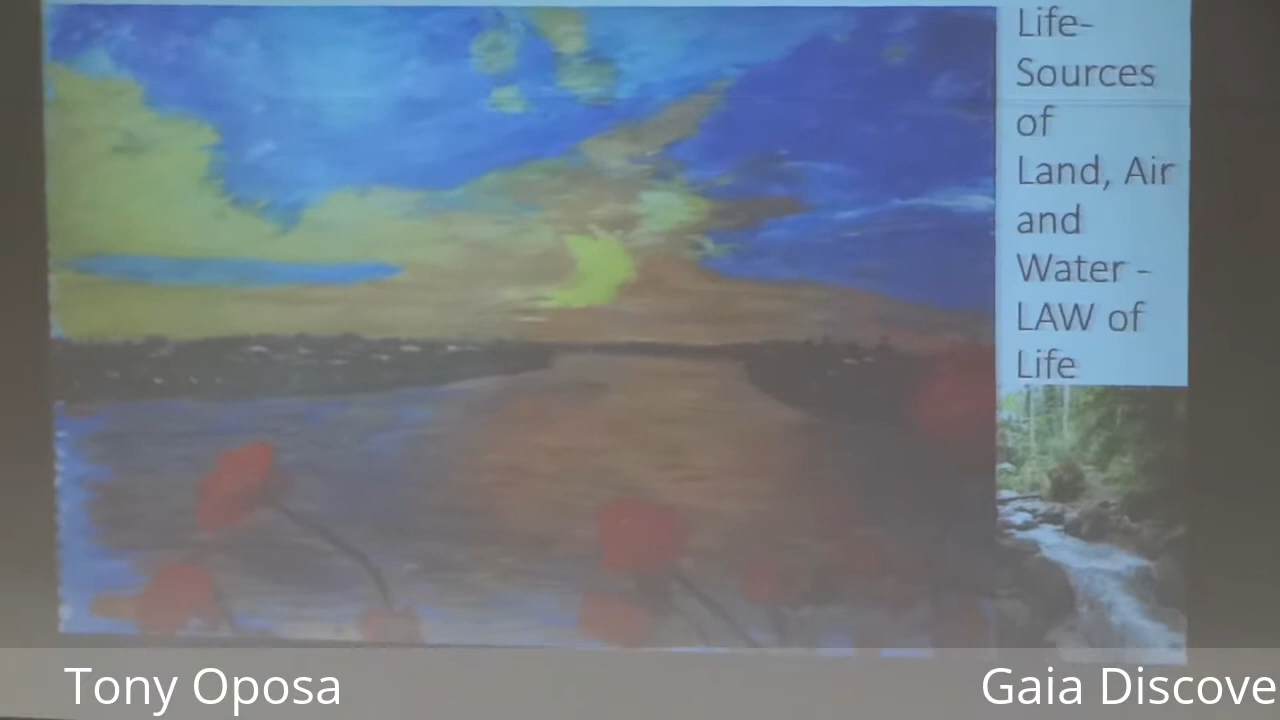 Life-
Sources
of
Land, Air
and
Water -
LAW of
Life
Tony Oposa
Gaia Discove